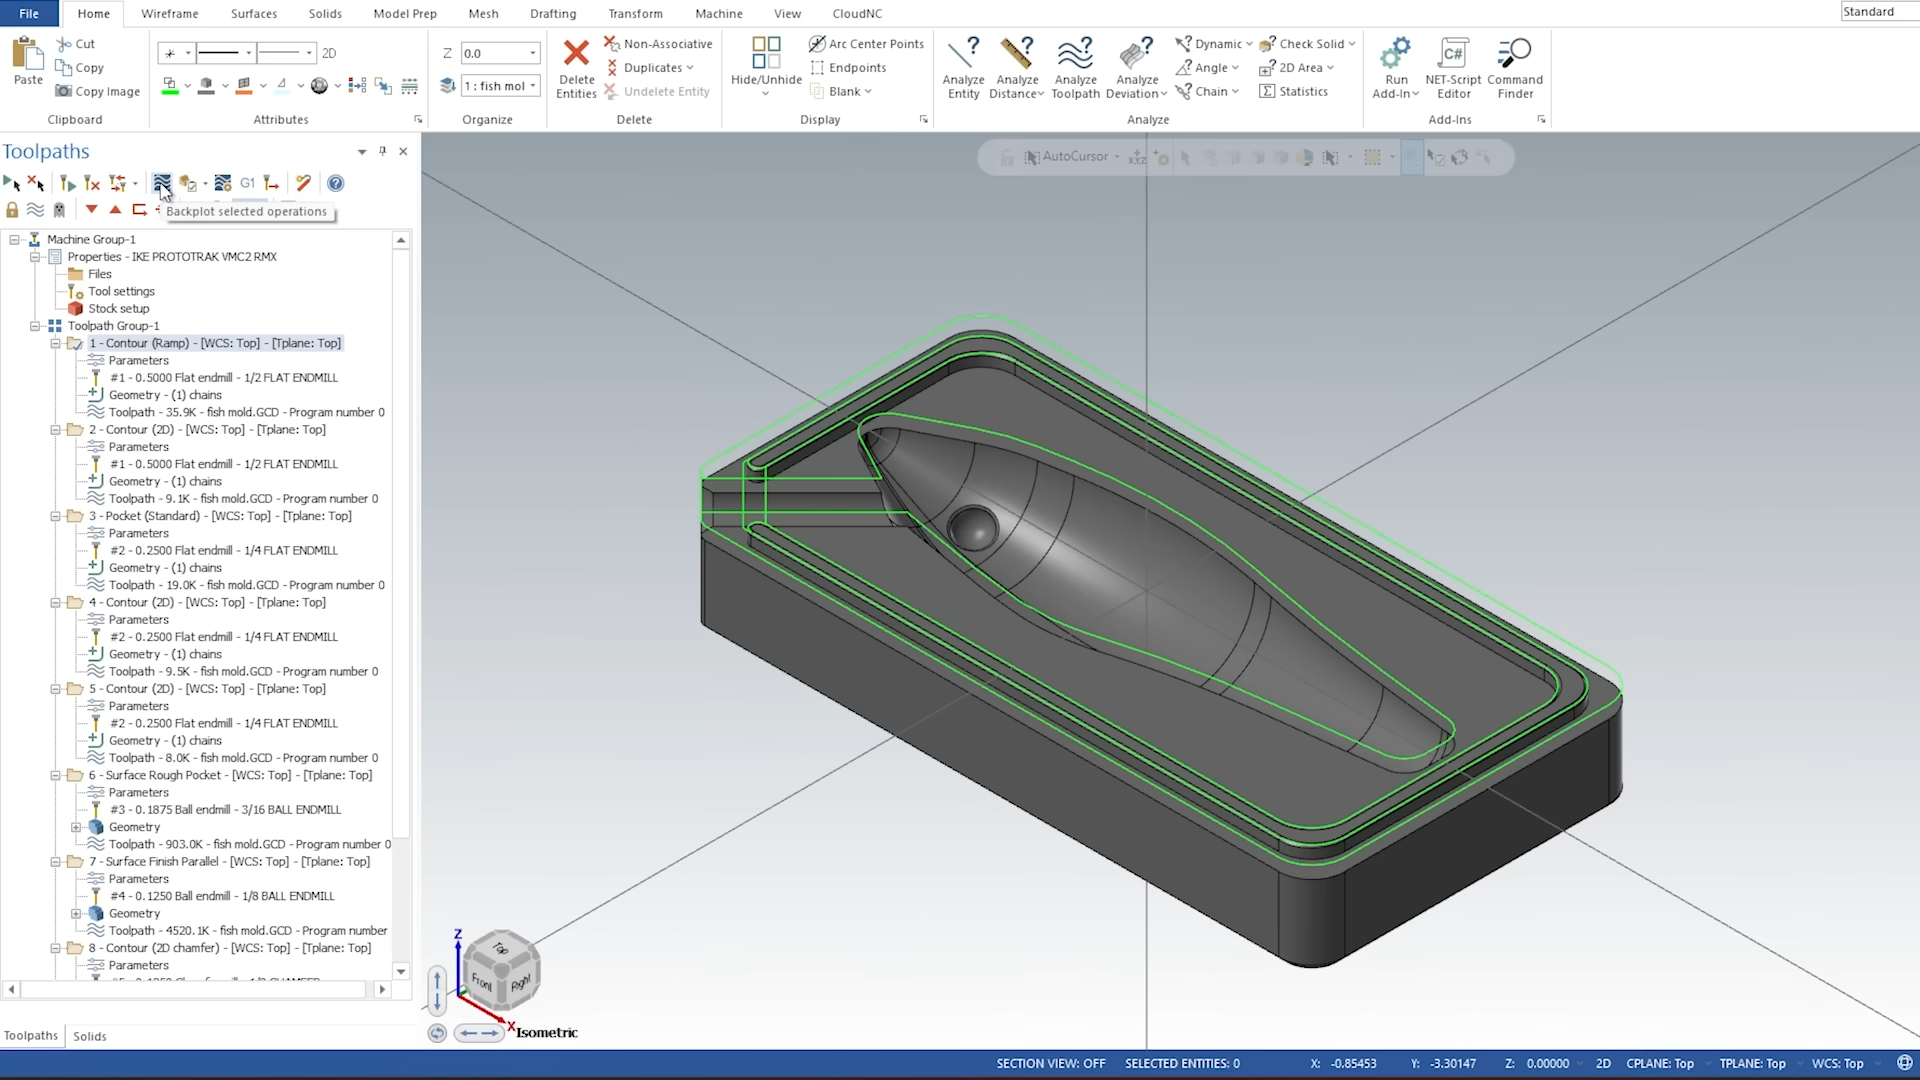 File
Home
Wireframe
Surfaces
Solids
Model Prep
Mesh
Drafting
Transform
Machine
View
CloudNC
Standard
Paste
Cut
Copy
Copy Image
Clipboard
2D
Attributes
Z 0.0
1 : fish mol
Organize
Delete Entities
Non-Associative
Duplicates
Undelete Entity
Delete
Hide/Unhide
Arc Center Points
Endpoints
Blank
Display
Analyze Entity
Analyze Distance
Analyze Toolpath
Analyze Deviation
Dynamic
Angle
Chain
Check Solid
2D Area
Statistics
Analyze
Run Add-In
C#
NET-Script Editor
Command Finder
Add-Ins
Toolpaths
AutoCursor
G1
Backplot selected operations
Machine Group-1
Properties - IKE PROTOTRAK VMC2 RMX
Files
Tool settings
Stock setup
Toolpath Group-1
1 - Contour (Ramp) - [WCS: Top] - [Tplane: Top]
Parameters
#1 - 0.5000 Flat endmill - 1/2 FLAT ENDMILL
Geometry - (1) chains
Toolpath - 35.9K - fish mold.GCD - Program number 0
2 - Contour (2D) - [WCS: Top] - [Tplane: Top]
Parameters
#1 - 0.5000 Flat endmill - 1/2 FLAT ENDMILL
Geometry - (1) chains
Toolpath - 9.1K - fish mold.GCD - Program number 0
3 - Pocket (Standard) - [WCS: Top] - [Tplane: Top]
Parameters
#2 - 0.2500 Flat endmill - 1/4 FLAT ENDMILL
Geometry - (1) chains
Toolpath - 19.0K - fish mold.GCD - Program number 0
4 - Contour (2D) - [WCS: Top] - [Tplane: Top]
Parameters
#2 - 0.2500 Flat endmill - 1/4 FLAT ENDMILL
Geometry - (1) chains
Toolpath - 9.5K - fish mold.GCD - Program number 0
5 - Contour (2D) - [WCS: Top] - [Tplane: Top]
Parameters
#2 - 0.2500 Flat endmill - 1/4 FLAT ENDMILL
Geometry - (1) chains
Toolpath - 8.0K - fish mold.GCD - Program number 0
6 - Surface Rough Pocket - [WCS: Top] - [Tplane: Top]
Parameters
#3 - 0.1875 Ball endmill - 3/16 BALL ENDMILL
Geometry
Toolpath - 903.0K - fish mold.GCD - Program number 0
7 - Surface Finish Parallel - [WCS: Top] - [Tplane: Top]
Parameters
#4 - 0.1250 Ball endmill - 1/8 BALL ENDMILL
Geometry
Toolpath - 4520.1K - fish mold.GCD - Program number
8 - Contour (2D chamfer) - [WCS: Top] - [Tplane: Top]
Parameters
Toolpaths
Solids
Z
Top
Front
Right
X
Isometric
SECTION VIEW: OFF
SELECTED ENTITIES: 0
X: -0.85453
Y: -3.30147
Z: 0.00000
2D
CPLANE: Top
TPLANE: Top
WCS: Top